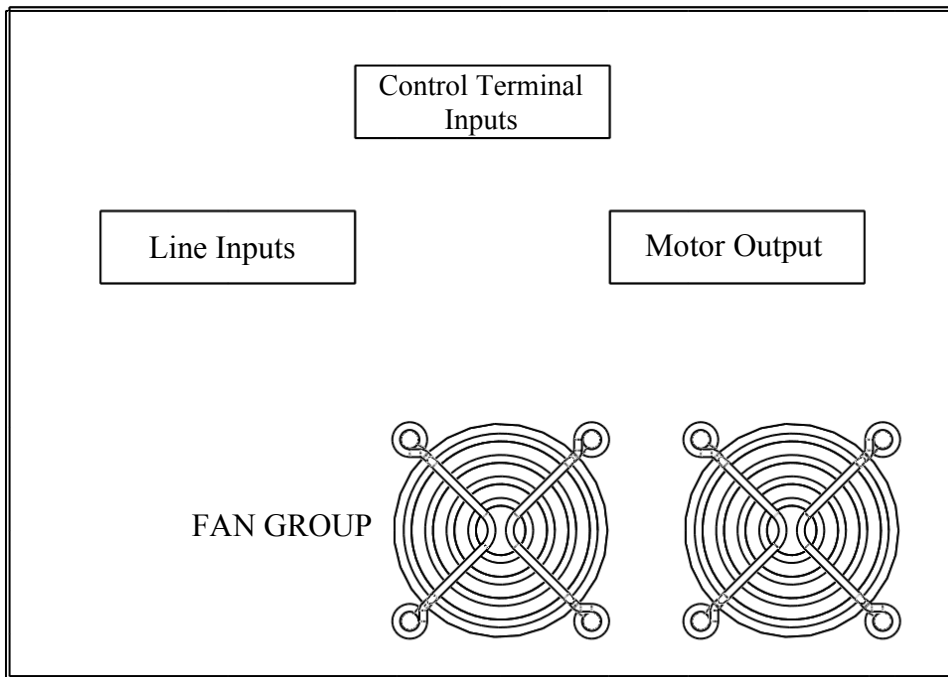 Control Terminal
Inputs
Line Inputs
Motor Output
FAN GROUP